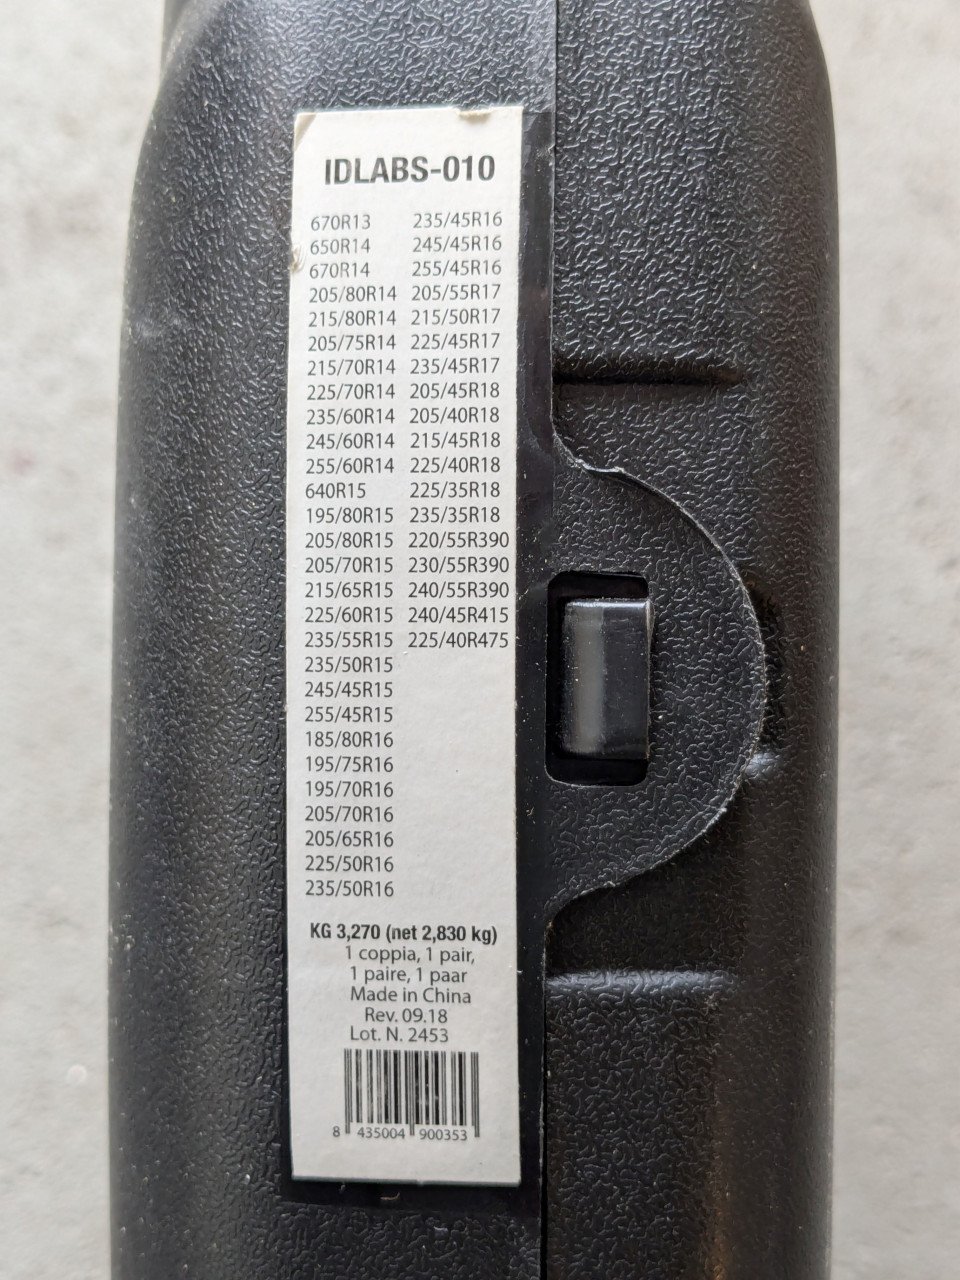 IDLABS-010
670R13 235/45R16
650R14 245/45R16
670R14 255/45R16
205/80R14 205/55R17
215/80R14 215/50R17
205/75R14 225/45R17
215/70R14 235/45R17
225/70R14 205/45R18
235/60R14 205/40R18
245/60R14 215/45R18
255/60R14 225/40R18
640R15 225/35R18
195/80R15 235/35R18
205/80R15 220/55R390
205/70R15 230/55R390
215/65R15 240/55R390
225/60R15 240/45R415
235/55R15 225/40R475
235/50R15
245/45R15
255/45R15
185/80R16
195/75R16
195/70R16
205/70R16
205/65R16
225/50R16
235/50R16
KG 3,270 (net 2,830 kg)
1 coppia, 1 pair,
1 paire, 1 paar
Made in China
Rev. 09.18
Lot. N. 2453
8 435004 900353